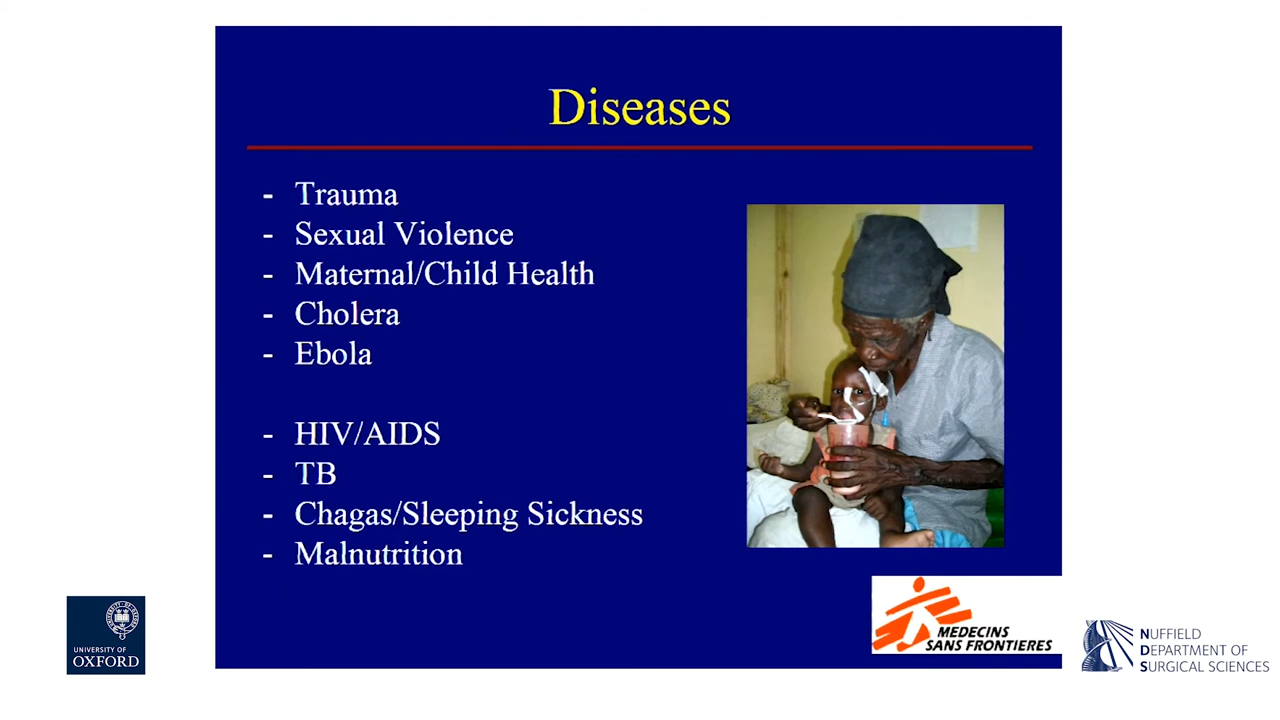 Diseases
- Trauma
- Sexual Violence
- Maternal/Child Health
- Cholera
- Ebola
- HIV/AIDS
- TB
- Chagas/Sleeping Sickness
- Malnutrition
MEDECINS
SANS FRONTIERES
UNIVERSITY OF
OXFORD
NUFFIELD
DEPARTMENT OF
SURGICAL SCIENCES